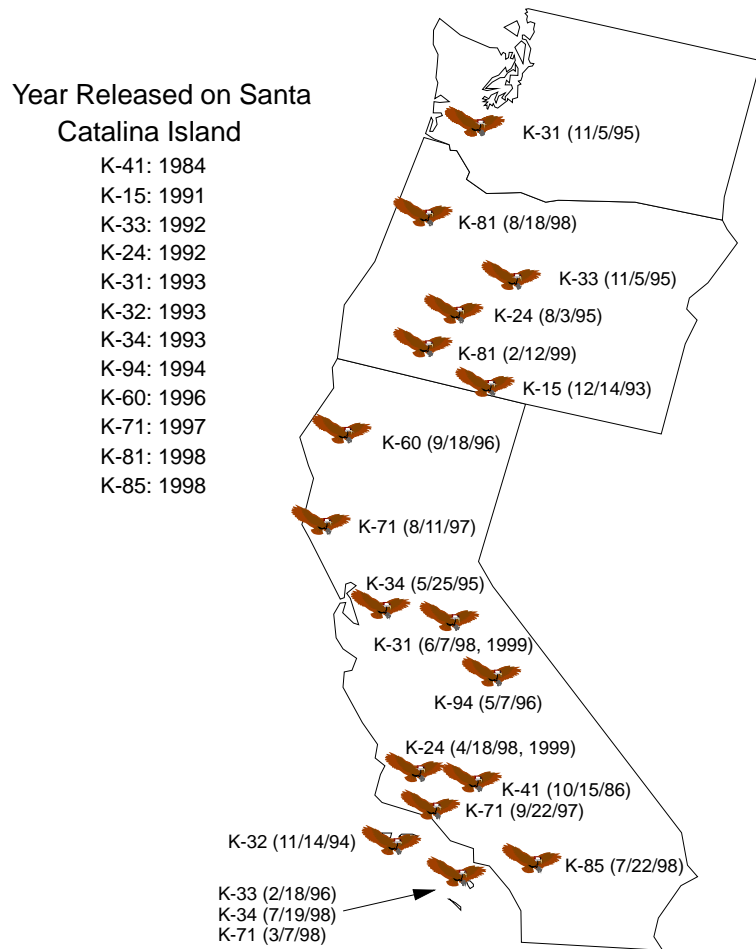 Year Released on Santa
Catalina Island
K-41: 1984
K-15: 1991
K-33: 1992
K-24: 1992
K-31: 1993
K-32: 1993
K-34: 1993
K-94: 1994
K-60: 1996
K-71: 1997
K-81: 1998
K-85: 1998
K-31 (11/5/95)
K-81 (8/18/98)
K-33 (11/5/95)
K-24 (8/3/95)
K-81 (2/12/99)
K-15 (12/14/93)
K-60 (9/18/96)
K-71 (8/11/97)
K-34 (5/25/95)
K-31 (6/7/98, 1999)
K-94 (5/7/96)
K-24 (4/18/98, 1999)
K-41 (10/15/86)
K-71 (9/22/97)
K-32 (11/14/94)
K-85 (7/22/98)
K-33 (2/18/96)
K-34 (7/19/98)
K-71 (3/7/98)